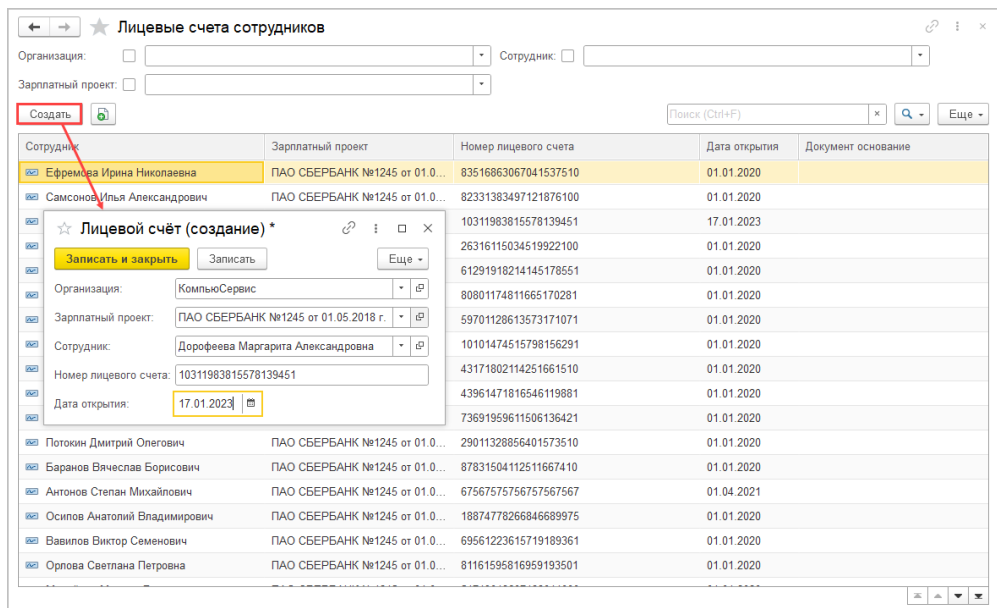 Лицевые счета сотрудников
Организация:
Сотрудник:
Зарплатный проект:
Создать
Поиск (Ctrl+F)
Еще
Сотрудник Зарплатный проект Номер лицевого счета Дата открытия Документ основание
Ефремова Ирина Николаевна ПАО СБЕРБАНК №1245 от 01.0... 83516863067041537510 01.01.2020
Самсонов Илья Александрович ПАО СБЕРБАНК №1245 от 01.0... 82331383497121876100 01.01.2020
10311983815578139451 17.01.2023
26316115034519922100 01.01.2020
61291918214145178551 01.01.2020
80801174811665170281 01.01.2020
59701128613573171071 01.01.2020
10101474515798156291 01.01.2020
43171802114251661510 01.01.2020
43961471816546119881 01.01.2020
73691959611506136421 01.01.2020
Лицевой счёт (создание) *
Записать и закрыть Записать Еще
Организация: КомпьюСервис
Зарплатный проект: ПАО СБЕРБАНК №1245 от 01.05.2018 г.
Сотрудник: Дорофеева Маргарита Александровна
Номер лицевого счета: 10311983815578139451
Дата открытия: 17.01.2023
Потокин Дмитрий Олегович ПАО СБЕРБАНК №1245 от 01.0... 29011328856401573510 01.01.2020
Баранов Вячеслав Борисович ПАО СБЕРБАНК №1245 от 01.0... 87831504112511667410 01.01.2020
Антонов Степан Михайлович ПАО СБЕРБАНК №1245 от 01.0... 67567575756757567567 01.04.2021
Осипов Анатолий Владимирович ПАО СБЕРБАНК №1245 от 01.0... 18874778266846689975 01.01.2020
Вавилов Виктор Семенович ПАО СБЕРБАНК №1245 от 01.0... 69561223615719189361 01.01.2020
Орлова Светлана Петровна ПАО СБЕРБАНК №1245 от 01.0... 81161595816959193501 01.01.2020